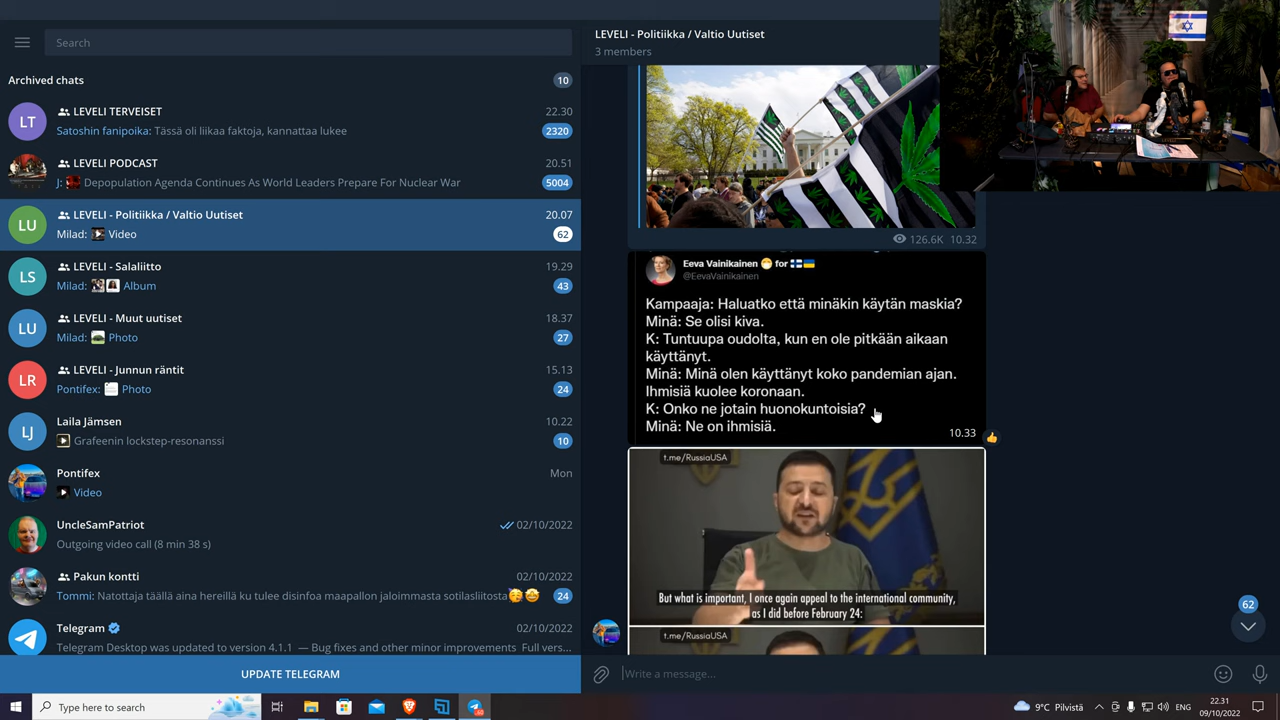 Search
Archived chats
10
LT
LEVELI TERVEISET
22.30
Satoshin fanipoika: Tässä oli liikaa faktoja, kannattaa lukee
2320
LEVELI PODCAST
20.51
J: Depopulation Agenda Continues As World Leaders Prepare For Nuclear War
5004
LU
LEVELI - Politiikka / Valtio Uutiset
20.07
Milad: Video
62
LS
LEVELI - Salaliitto
19.29
Milad: Album
43
LU
LEVELI - Muut uutiset
18.37
Milad: Photo
27
LR
LEVELI - Junnun räntit
15.13
Pontifex: Photo
24
LJ
Laila Jämsen
10.22
Grafeenin lockstep-resonanssi
10
Pontifex
Mon
Video
UncleSamPatriot
02/10/2022
Outgoing video call (8 min 38 s)
Pakun kontti
02/10/2022
Tommi: Natottaja täällä aina hereillä ku tulee disinfoa maapallon jaloimmasta sotilasliitosta🥳🤩
24
Telegram
02/10/2022
Telegram Desktop was updated to version 4.1.1 — Bug fixes and other minor improvements Full vers...
UPDATE TELEGRAM
LEVELI - Politiikka / Valtio Uutiset
3 members
126.6K 10.32
Eeva Vainikainen 😷 for 🇫🇮🇺🇦
@EevaVainikainen
Kampaaja: Haluatko että minäkin käytän maskia?
Minä: Se olisi kiva.
K: Tuntuupa oudolta, kun en ole pitkään aikaan
käyttänyt.
Minä: Minä olen käyttänyt koko pandemian ajan.
Ihmisiä kuolee koronaan.
K: Onko ne jotain huonokuntoisia?
Minä: Ne on ihmisiä.
10.33
t.me/RussiaUSA
But what is important, I once again appeal to the international community,
as I did before February 24:
t.me/RussiaUSA
62
Write a message...
Type here to search
9°C Pilvistä
ENG
22.31
09/10/2022